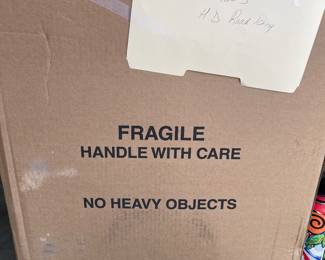 H D Road King
FRAGILE
HANDLE WITH CARE
NO HEAVY OBJECTS